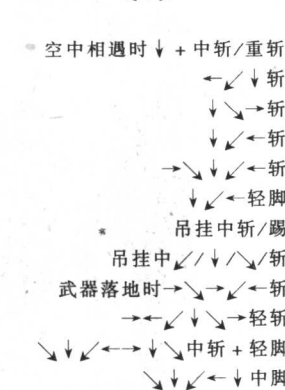 空中相遇时↓+中斩/重斩
←↙↓斩
↓↘→斩
↓↙←斩
→↘↓↙←斩
↓↙←轻脚
吊挂中斩/踢
吊挂中↙/↓/↘/斩
武器落地时→↘→↙←斩
→←↙↓↘→轻斩
↘↓↙←→↓↘中斩+轻脚
↘↓↙←↓中脚